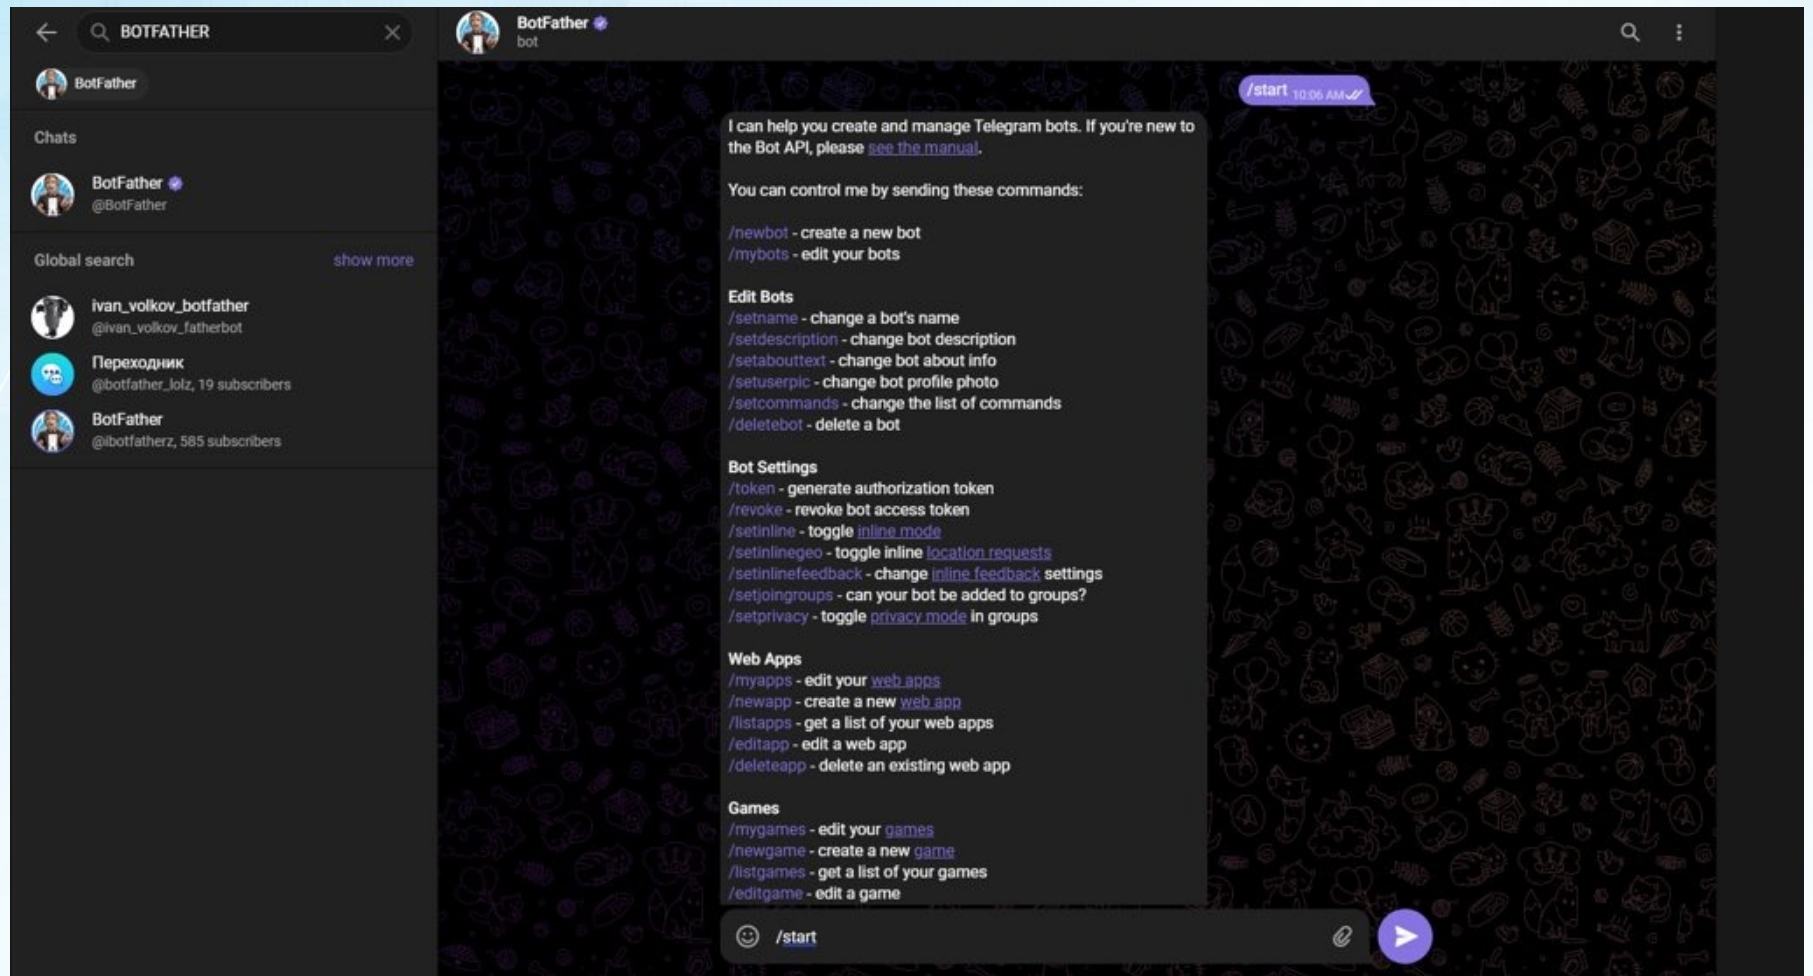 BOTFATHER
BotFather
Chats
BotFather
@BotFather
Global search show more
ivan_volkov_botfather
@ivan_volkov_fatherbot
Переходник
@botfather_lolz, 19 subscribers
BotFather
@ibotfatherz, 585 subscribers
BotFather
bot
/start 10:06 AM
I can help you create and manage Telegram bots. If you're new to
the Bot API, please see the manual.
You can control me by sending these commands:
/newbot - create a new bot
/mybots - edit your bots
Edit Bots
/setname - change a bot's name
/setdescription - change bot description
/setabouttext - change bot about info
/setuserpic - change bot profile photo
/setcommands - change the list of commands
/deletebot - delete a bot
Bot Settings
/token - generate authorization token
/revoke - revoke bot access token
/setinline - toggle inline mode
/setinlinegeo - toggle inline location requests
/setinlinefeedback - change inline feedback settings
/setjoingroups - can your bot be added to groups?
/setprivacy - toggle privacy mode in groups
Web Apps
/myapps - edit your web apps
/newapp - create a new web app
/listapps - get a list of your web apps
/editapp - edit a web app
/deleteapp - delete an existing web app
Games
/mygames - edit your games
/newgame - create a new game
/listgames - get a list of your games
/editgame - edit a game
/start